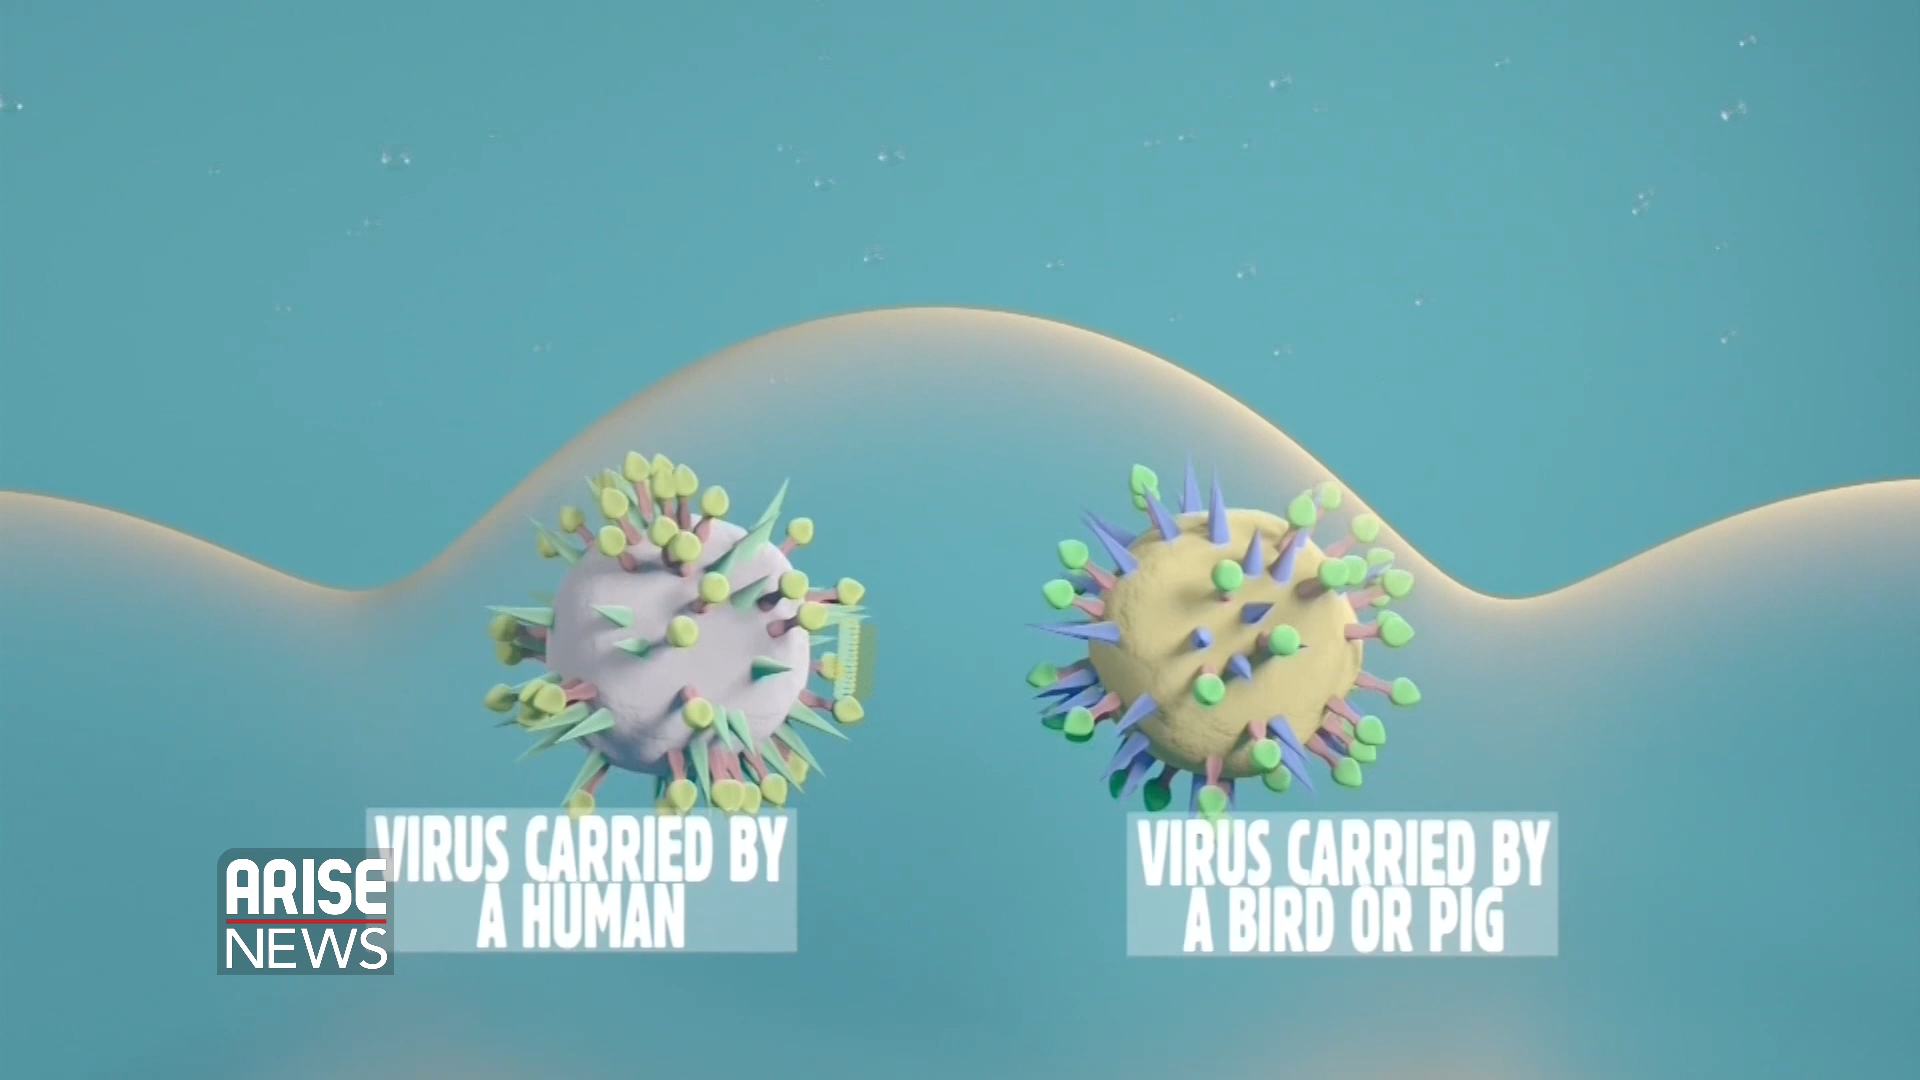 VIRUS CARRIED BY
A HUMAN
VIRUS CARRIED BY
A BIRD OR PIG
ARISE
NEWS